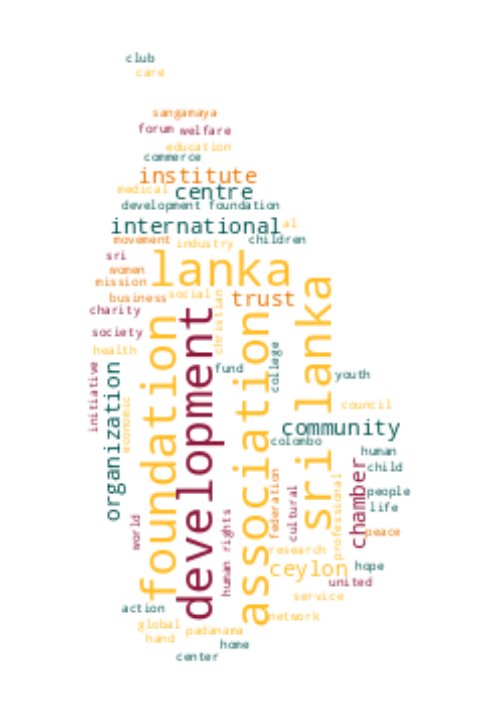 club
care
sangamaya
forum welfare
education
commerce
institute
medical centre
development foundation
international al
movement industry children
sri
lanka
women
mission
business social trust
charity
christian
society
health
foundation
development
association
sri lanka
fund
college
youth
initiative
organization
economic
council
community
colombo
human
chamber
child
people
life
peace
federation
cultural
professional
world
human rights
research
ceylon hope
united
service
action
network
global padanama
hand
home
center